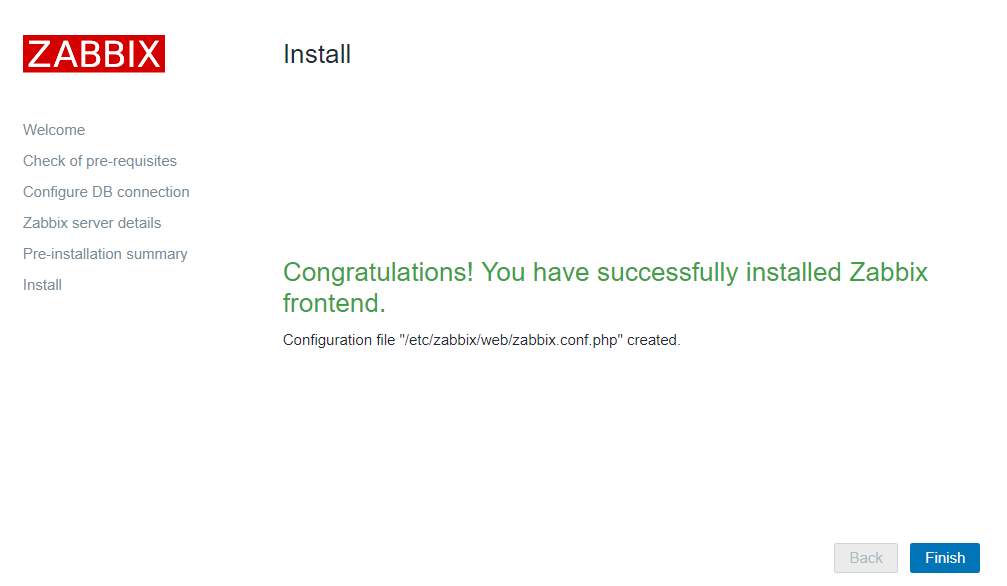 ZABBIX
Install
Welcome
Check of pre-requisites
Configure DB connection
Zabbix server details
Pre-installation summary
Install
Congratulations! You have successfully installed Zabbix
frontend.
Configuration file "/etc/zabbix/web/zabbix.conf.php" created.
Back
Finish